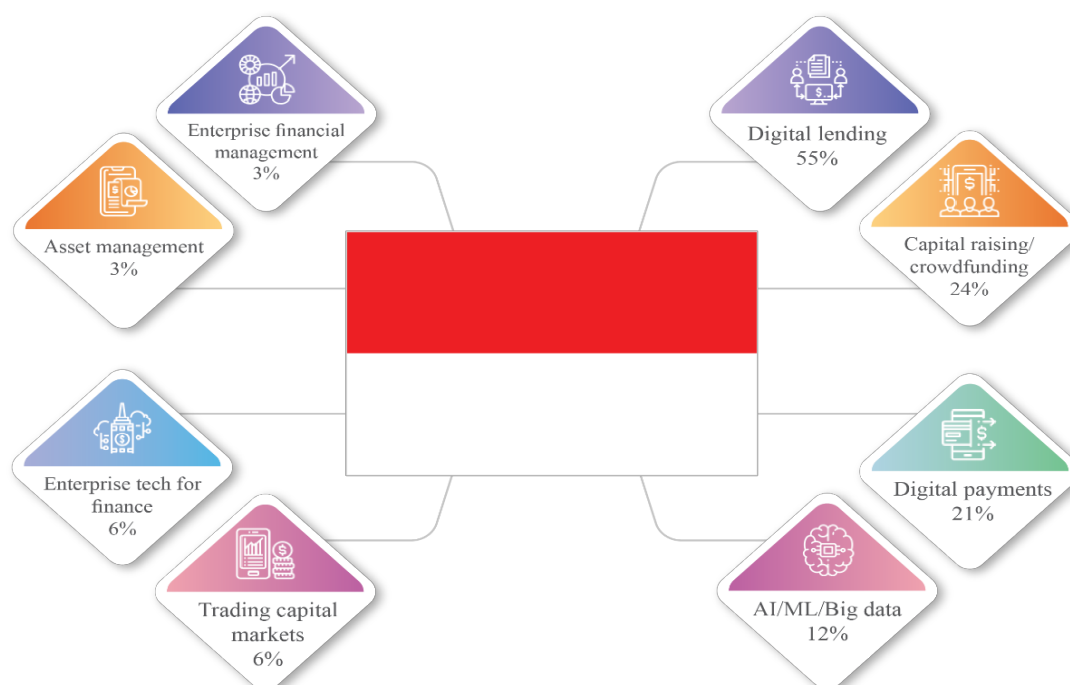 Enterprise financial
management
3%
Digital lending
55%
Asset management
3%
Capital raising/
crowdfunding
24%
Enterprise tech for
finance
6%
Digital payments
21%
Trading capital
markets
6%
AI/ML/Big data
12%